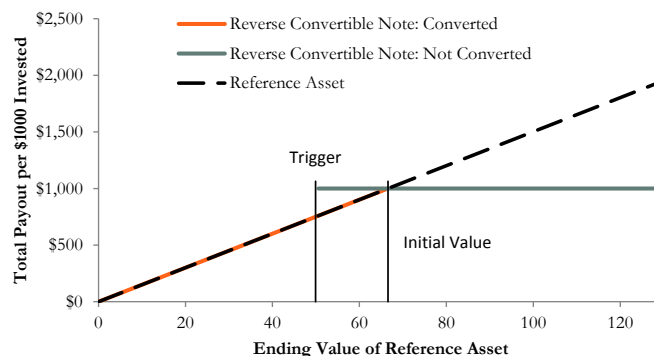 $2,500
$2,000
$1,500
$1,000
$500
$0
Total Payout per $1000 Invested
Reverse Convertible Note: Converted
Reverse Convertible Note: Not Converted
Reference Asset
Trigger
Initial Value
0 20 40 60 80 100 120
Ending Value of Reference Asset